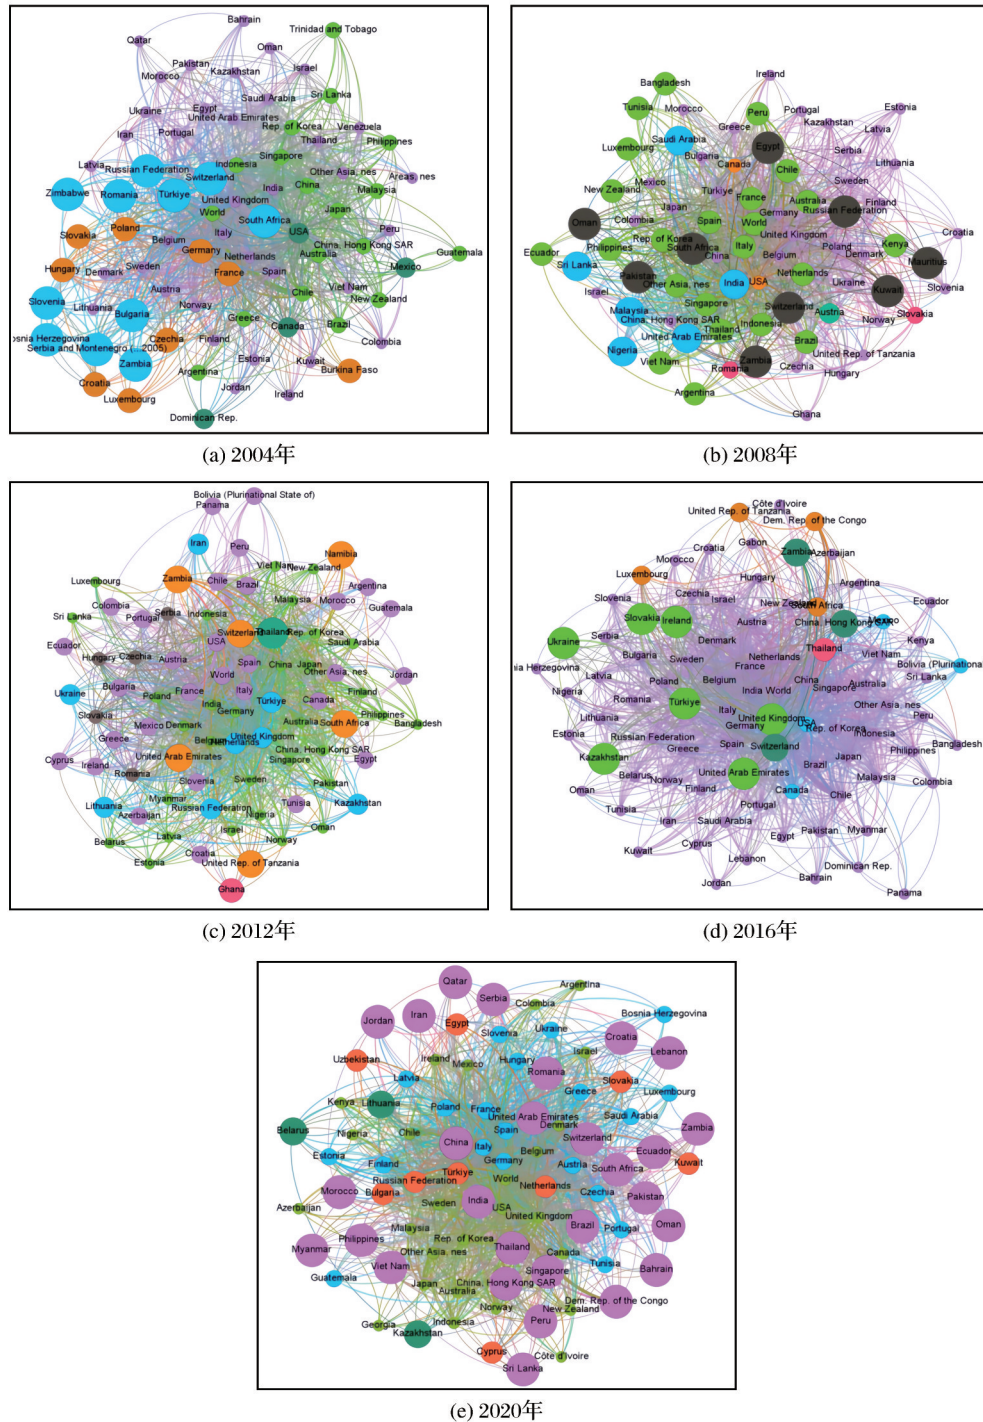 Bahrain
Trinidad and Tobago
Qatar
Oman
Pakistan
Israel
Morocco
Kazakhstan
Saudi Arabia
Sri Lanka
Ukraine
Egypt
United Arab Emirates
Iran
Portugal
Rep. of Korea
Venezuela
Thailand
Philippines
Latvia
Russian Federation
Indonesia
Singapore
Switzerland
Other Asia, nes
Areas, nes
Zimbabwe
Romania
Türkiye
India
China
Malaysia
United Kingdom
World
Japan
South Africa
Slovakia
Poland
Italy
USA
Peru
Belgium
Germany
China, Hong Kong SAR
Hungary
Denmark
Netherlands
Australia
Mexico
Guatemala
Sweden
France
Spain
Austria
Viet Nam
Slovenia
Lithuania
Bulgaria
Norway
Chile
New Zealand
Greece
Canada
Brazil
osnia Herzegovina
Serbia and Montenegro (...2005)
Czechia
Finland
Colombia
Zambia
Estonia
Kuwait
Argentina
Burkina Faso
Croatia
Jordan
Ireland
Luxembourg
Dominican Rep.
(a) 2004年
Ireland
Bangladesh
Tunisia
Morocco
Peru
Portugal
Estonia
Kazakhstan
Saudi Arabia
Greece
Egypt
Latvia
Luxembourg
Bulgaria
Serbia
Canada
Chile
Lithuania
New Zealand
Mexico
Türkiye
France
Sweden
Australia
Finland
Japan
Germany
Russian Federation
Oman
Colombia
Spain
World
Croatia
Ecuador
Philippines
Rep. of Korea
United Kingdom
South Africa
Italy
Poland
Kenya
China
Belgium
Denmark
Sri Lanka
Mauritius
Pakistan
Netherlands
Other Asia, nes
India
USA
Ukraine
Kuwait
Slovenia
Israel
Singapore
Switzerland
Malaysia
Austria
Norway
Slovakia
China, Hong Kong SAR
Nigeria
Thailand
Indonesia
United Arab Emirates
Brazil
Viet Nam
Zambia
United Rep. of Tanzania
Romania
Czechia
Hungary
Argentina
Ghana
(b) 2008年
Bolivia (Plurinational State of)
Panama
Iran
Peru
Namibia
Viet Nam
New Zealand
Luxembourg
Zambia
Chile
Brazil
Argentina
Colombia
Malaysia
Morocco
Sri Lanka
Portugal
Serbia
Indonesia
Guatemala
Switzerland
Thailand
Rep. of Korea
Ecuador
USA
Saudi Arabia
Hungary
Czechia
Austria
Spain
China
Japan
Jordan
World
Other Asia, nes
Ukraine
Bulgaria
Poland
France
Italy
Finland
India
Türkiye
Canada
Slovakia
Mexico
Denmark
Germany
Philippines
Australia
South Africa
Bangladesh
Greece
Belgium
United Kingdom
Netherlands
China, Hong Kong SAR
Cyprus
Ireland
United Arab Emirates
Singapore
Egypt
Romania
Slovenia
Sweden
Pakistan
Lithuania
Myanmar
Russian Federation
Tunisia
Kazakhstan
Azerbaijan
Nigeria
Belarus
Latvia
Israel
Oman
Norway
Estonia
Croatia
United Rep. of Tanzania
Ghana
(c) 2012年
Côte d'Ivoire
United Rep. of Tanzania
Dem. Rep. of the Congo
Croatia
Gabon
Zambia
Azerbaijan
Morocco
Luxembourg
Czechia
Hungary
Argentina
Slovenia
Israel
New Zealand
South Africa
Ecuador
Slovakia
Ireland
Austria
China, Hong Kong SAR
Mexico
Ukraine
Serbia
Denmark
Thailand
Kenya
Viet Nam
Bulgaria
Sweden
Netherlands
France
Bolivia (Plurinational
Sri Lanka
nia Herzegovina
Latvia
Poland
Belgium
China
Singapore
Australia
Nigeria
Romania
India
World
Other Asia, nes
Türkiye
Italy
United Kingdom
USA
Peru
Lithuania
Germany
Rep. of Korea
Indonesia
Estonia
Russian Federation
Greece
Spain
Switzerland
Japan
Philippines
Bangladesh
Kazakhstan
Belarus
United Arab Emirates
Brazil
Malaysia
Colombia
Oman
Norway
Finland
Canada
Chile
Tunisia
Portugal
Iran
Saudi Arabia
Egypt
Pakistan
Myanmar
Kuwait
Cyprus
Lebanon
Dominican Rep.
Jordan
Bahrain
Panama
(d) 2016年
Qatar
Argentina
Serbia
Colombia
Bosnia Herzegovina
Jordan
Iran
Egypt
Ukraine
Slovenia
Croatia
Uzbekistan
Ireland
Mexico
Hungary
Israel
Lebanon
Romania
Latvia
Slovakia
Kenya
Lithuania
Poland
France
Greece
Luxembourg
United Arab Emirates
Saudi Arabia
Belarus
Nigeria
Chile
Spain
Denmark
Zambia
China
Italy
Switzerland
Estonia
Finland
Germany
Belgium
Austria
Ecuador
South Africa
Kuwait
Türkiye
World
Russian Federation
Netherlands
Czechia
Morocco
Bulgaria
India
Pakistan
Azerbaijan
Sweden
USA
United Kingdom
Brazil
Portugal
Oman
Malaysia
Philippines
Rep. of Korea
Myanmar
Other Asia, nes
Thailand
Canada
Tunisia
Viet Nam
Singapore
Bahrain
Guatemala
Japan
China, Hong Kong SAR
Australia
Dem. Rep. of the Congo
Norway
New Zealand
Georgia
Indonesia
Peru
Kazakhstan
Cyprus
Côte d'Ivoire
Sri Lanka
(e) 2020年